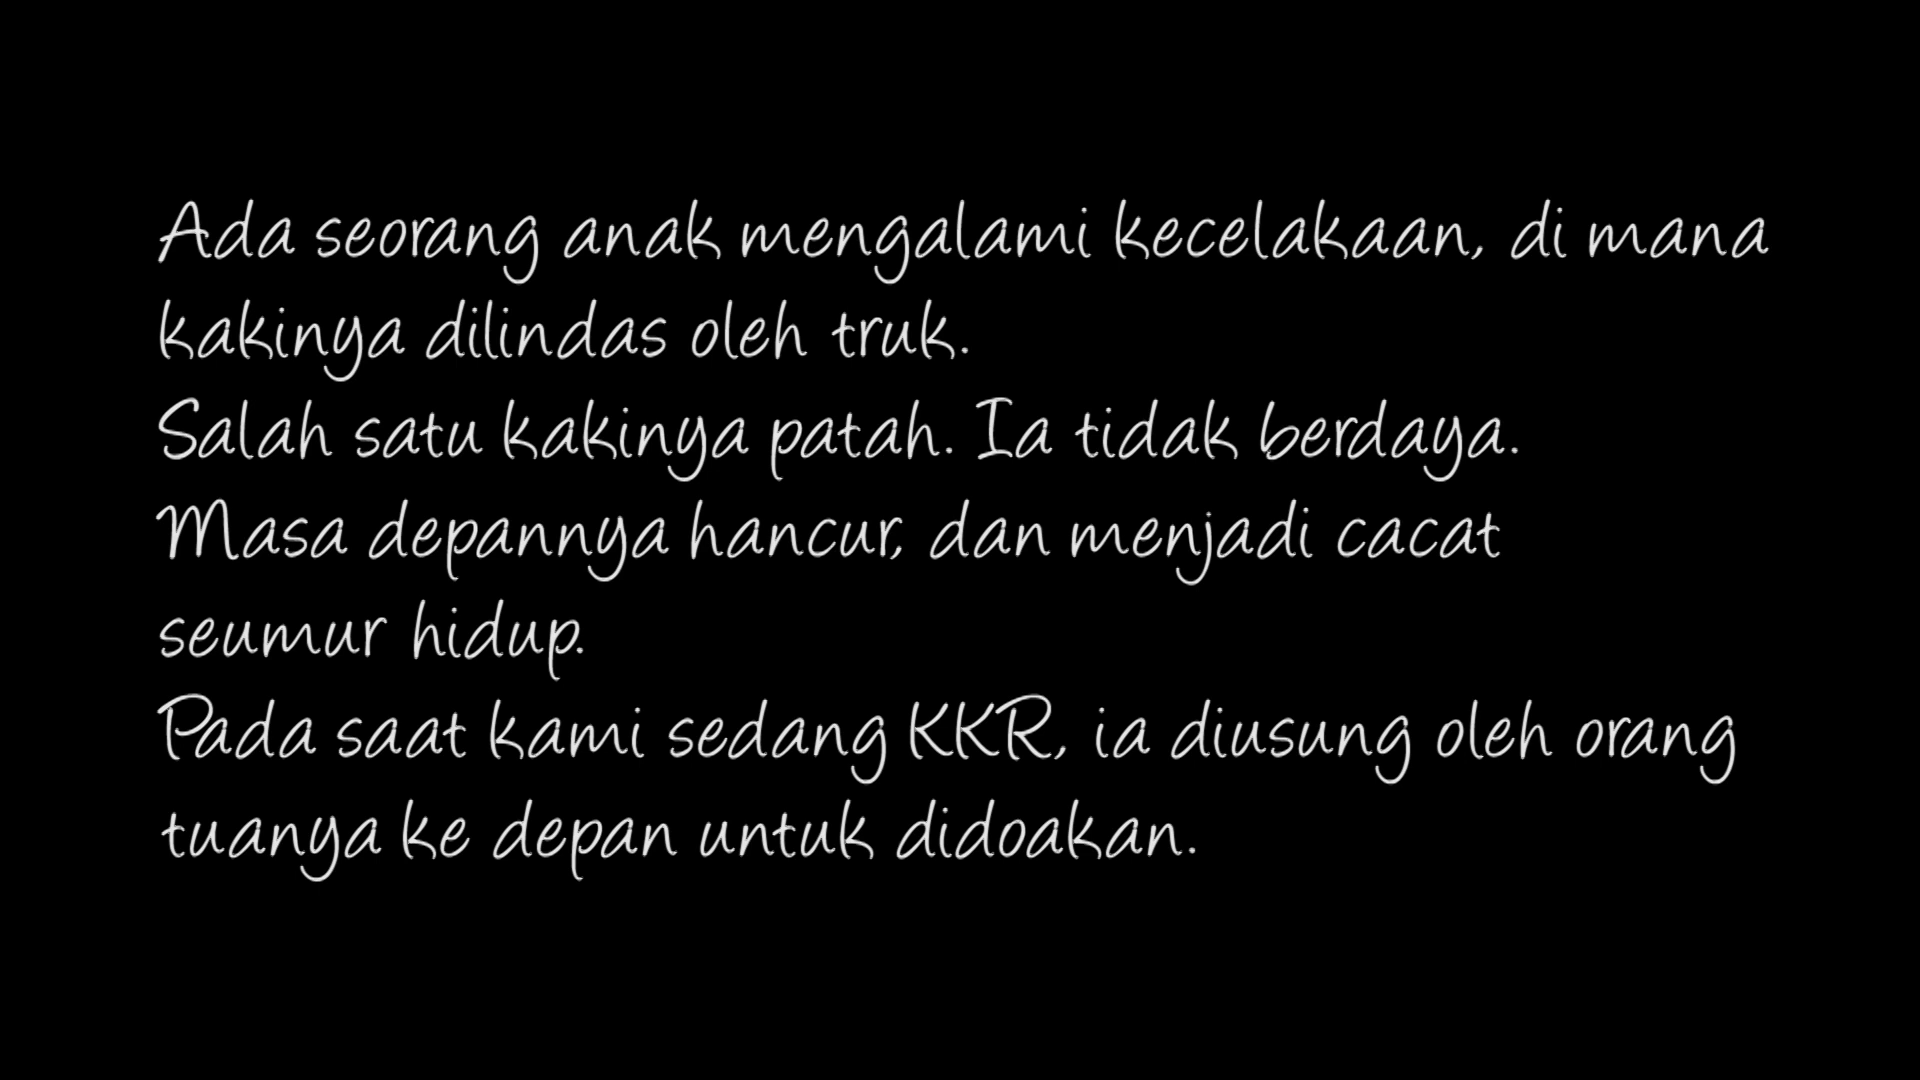 Ada seorang anak mengalami kecelakaan, di mana
kakinya dilindas oleh truk.
Salah satu kakinya patah. Ia tidak berdaya.
Masa depannya hancur, dan menjadi cacat
seumur hidup.
Pada saat kami sedang KKR, ia diusung oleh orang
tuanya ke depan untuk didoakan.